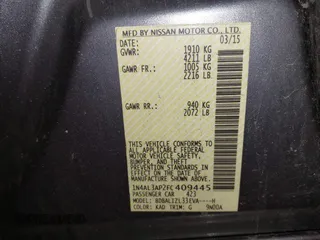 MFD BY NISSAN MOTOR CO., LTD.
DATE: 03/15
GVWR: 1910 KG
4211 LB
GAWR FR: 1005 KG
2216 LB
GAWR RR: 940 KG
2072 LB
THIS VEHICLE CONFORMS TO ALL
APPLICABLE FEDERAL MOTOR
VEHICLE SAFETY, BUMPER, AND
THEFT PREVENTION STANDARDS
IN EFFECT ON THE DATE OF
MANUFACTURE SHOWN ABOVE.
1N4AL3AP2FC409445
PASSENGER CAR 423
MODEL: BDBALIZL33EVA----H
COLOR: KAD TRIM: G